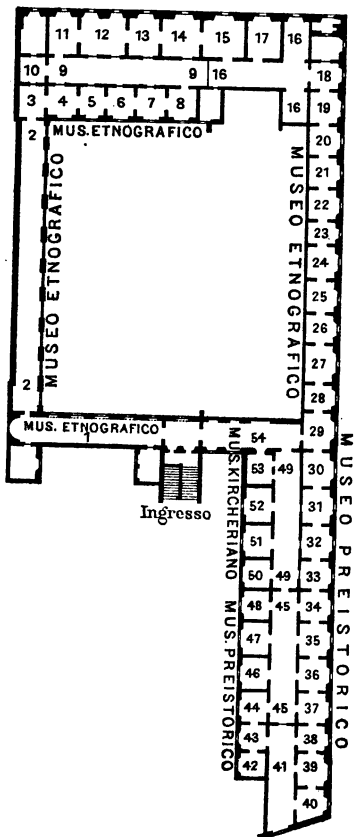 11 12 13 14 15 17 16
10 9 9 16 18
3 4 5 6 7 8 16 19
MUS. ETNOGRAFICO
2
20
21
22
23
24
25
26
27
28
MUSEO ETNOGRAFICO
MUSEO ETNOGRAFICO
2
MUS. ETNOGRAFICO
1
54
29
Ingresso
MUS. KIRCHERIANO
MUS. PREISTORICO
MUSEO PREISTORICO
53 49 30
52 31
51 32
50 49 33
48 45 34
47 35
46 36
44 45 37
43 38
42 41 39
40